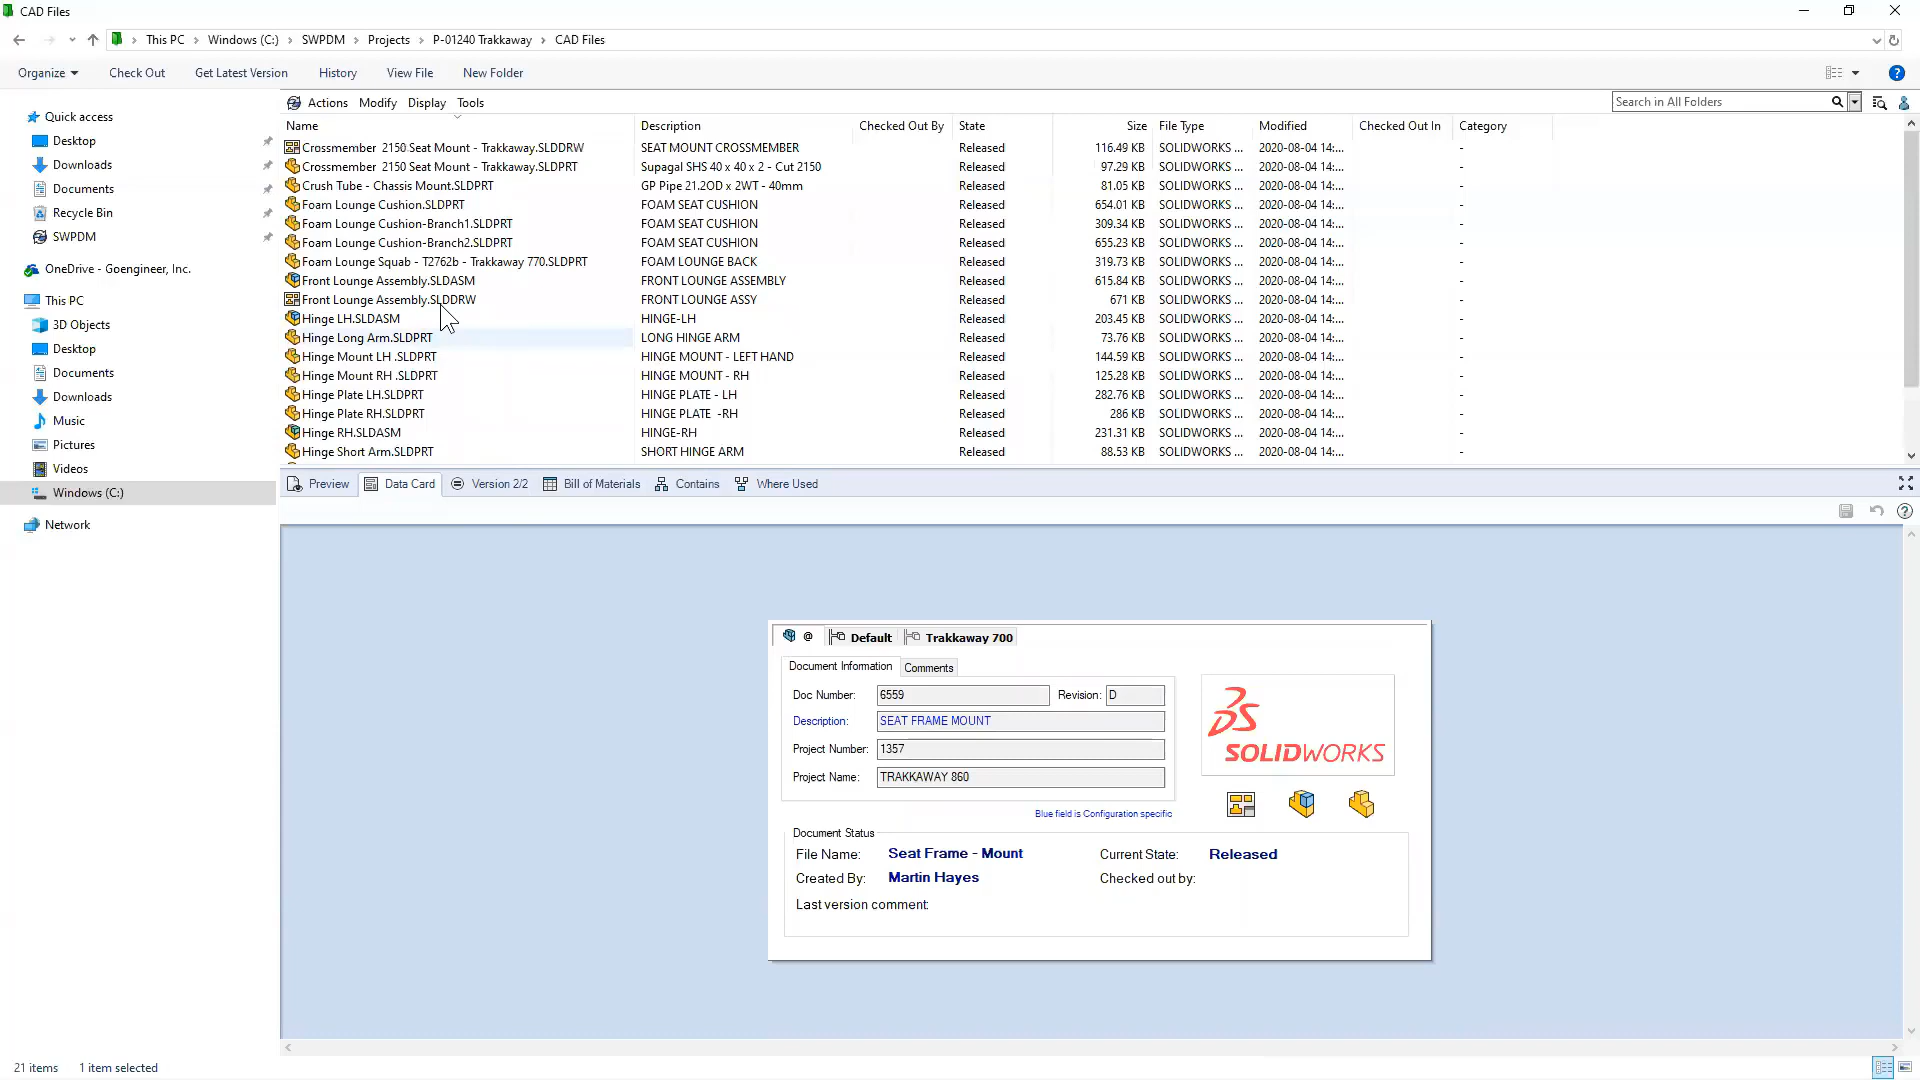 CAD Files
This PC > Windows (C:) > SWPDM > Projects > P-01240 Trakkaway > CAD Files
Organize Check Out Get Latest Version History View File New Folder
Quick access
Desktop
Downloads
Documents
Recycle Bin
SWPDM
OneDrive - Goengineer, Inc.
This PC
3D Objects
Desktop
Documents
Downloads
Music
Pictures
Videos
Windows (C:)
Network
Actions Modify Display Tools Search in All Folders
Name Description Checked Out By State Size File Type Modified Checked Out In Category
Crossmember 2150 Seat Mount - Trakkaway.SLDDRW SEAT MOUNT CROSSMEMBER Released 116.49 KB SOLIDWORKS ... 2020-08-04 14:... -
Crossmember 2150 Seat Mount - Trakkaway.SLDPRT Supagal SHS 40 x 40 x 2 - Cut 2150 Released 97.29 KB SOLIDWORKS ... 2020-08-04 14:... -
Crush Tube - Chassis Mount.SLDPRT GP Pipe 21.2OD x 2WT - 40mm Released 81.05 KB SOLIDWORKS ... 2020-08-04 14:... -
Foam Lounge Cushion.SLDPRT FOAM SEAT CUSHION Released 654.01 KB SOLIDWORKS ... 2020-08-04 14:... -
Foam Lounge Cushion-Branch1.SLDPRT FOAM SEAT CUSHION Released 309.34 KB SOLIDWORKS ... 2020-08-04 14:... -
Foam Lounge Cushion-Branch2.SLDPRT FOAM SEAT CUSHION Released 655.23 KB SOLIDWORKS ... 2020-08-04 14:... -
Foam Lounge Squab - T2762b - Trakkaway 770.SLDPRT FOAM LOUNGE BACK Released 319.73 KB SOLIDWORKS ... 2020-08-04 14:... -
Front Lounge Assembly.SLDASM FRONT LOUNGE ASSEMBLY Released 615.84 KB SOLIDWORKS ... 2020-08-04 14:... -
Front Lounge Assembly.SLDDRW FRONT LOUNGE ASSY Released 671 KB SOLIDWORKS ... 2020-08-04 14:... -
Hinge LH.SLDASM HINGE-LH Released 203.45 KB SOLIDWORKS ... 2020-08-04 14:... -
Hinge Long Arm.SLDPRT LONG HINGE ARM Released 73.76 KB SOLIDWORKS ... 2020-08-04 14:... -
Hinge Mount LH .SLDPRT HINGE MOUNT - LEFT HAND Released 144.59 KB SOLIDWORKS ... 2020-08-04 14:... -
Hinge Mount RH .SLDPRT HINGE MOUNT - RH Released 125.28 KB SOLIDWORKS ... 2020-08-04 14:... -
Hinge Plate LH.SLDPRT HINGE PLATE - LH Released 282.76 KB SOLIDWORKS ... 2020-08-04 14:... -
Hinge Plate RH.SLDPRT HINGE PLATE -RH Released 286 KB SOLIDWORKS ... 2020-08-04 14:... -
Hinge RH.SLDASM HINGE-RH Released 231.31 KB SOLIDWORKS ... 2020-08-04 14:... -
Hinge Short Arm.SLDPRT SHORT HINGE ARM Released 88.53 KB SOLIDWORKS ... 2020-08-04 14:... -
Preview Data Card Version 2/2 Bill of Materials Contains Where Used
@ Default Trakkaway 700
Document Information Comments
Doc Number: 6559 Revision: D
Description: SEAT FRAME MOUNT
Project Number: 1357
Project Name: TRAKKAWAY 860
SOLIDWORKS
Blue field is Configuration specific
Document Status
File Name: Seat Frame - Mount Current State: Released
Created By: Martin Hayes Checked out by:
Last version comment:
21 items 1 item selected